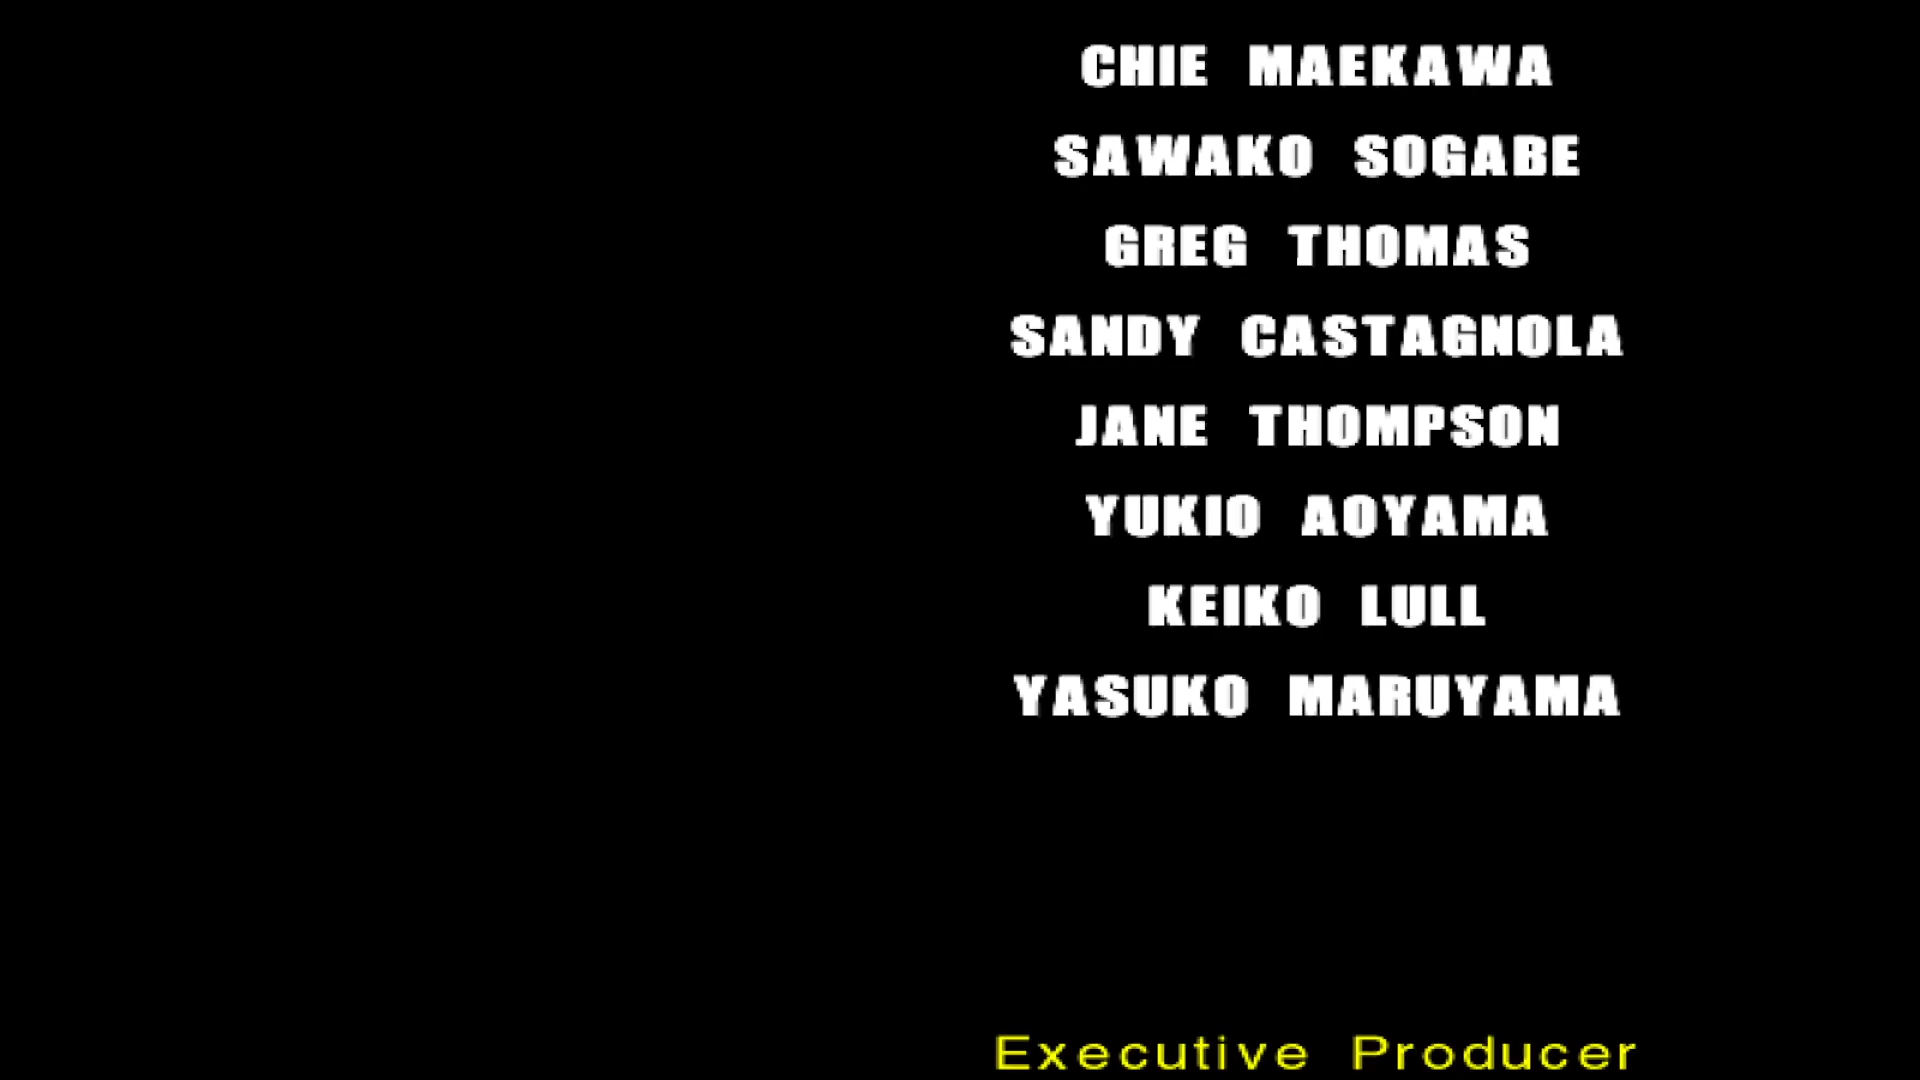 CHIE MAEKAWA
SAWAKO SOGABE
GREG THOMAS
SANDY CASTAGNOLA
JANE THOMPSON
YUKIO AOYAMA
KEIKO LULL
YASUKO MARUYAMA
Executive Producer